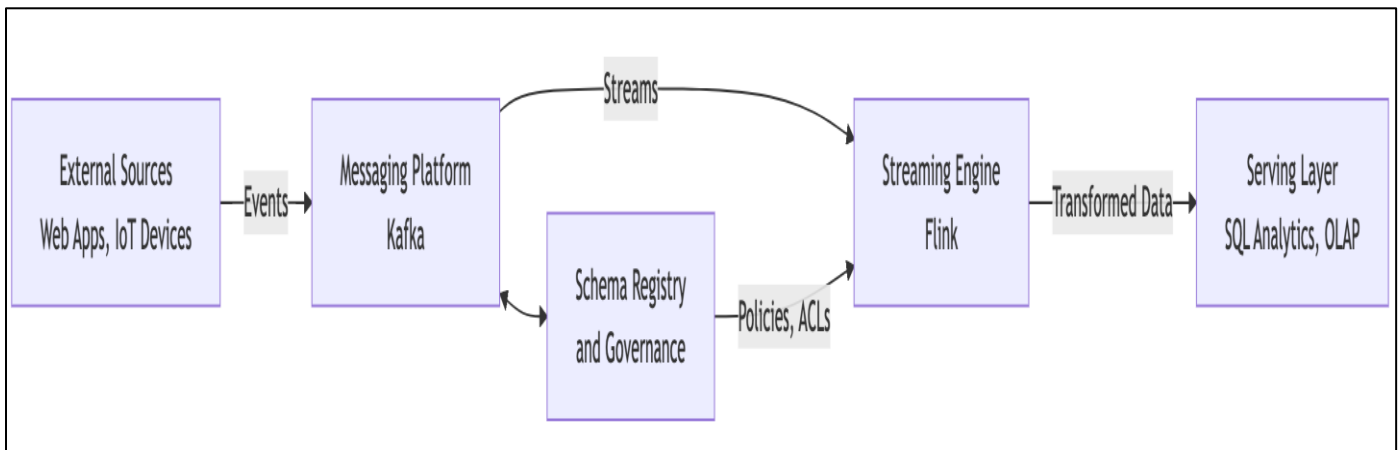 External Sources
Web Apps, IoT Devices
Events
Messaging Platform
Kafka
Streams
Schema Registry
and Governance
Policies, ACLs
Streaming Engine
Flink
Transformed Data
Serving Layer
SQL Analytics, OLAP